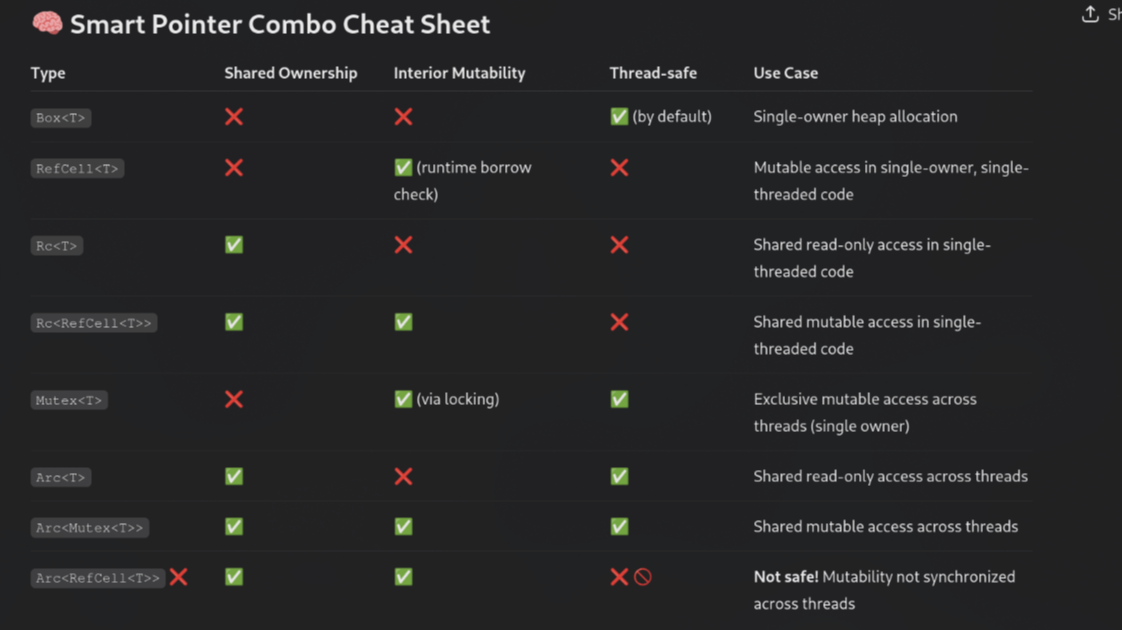 🧠 Smart Pointer Combo Cheat Sheet
Sh
Type Shared Ownership Interior Mutability Thread-safe Use Case
Box<T> ❌ ❌ ✅ (by default) Single-owner heap allocation
RefCell<T> ❌ ✅ (runtime borrow ❌ Mutable access in single-owner, single-
check) threaded code
Rc<T> ✅ ❌ ❌ Shared read-only access in single-
threaded code
Rc<RefCell<T>> ✅ ✅ ❌ Shared mutable access in single-
threaded code
Mutex<T> ❌ ✅ (via locking) ✅ Exclusive mutable access across
threads (single owner)
Arc<T> ✅ ❌ ✅ Shared read-only access across threads
Arc<Mutex<T>> ✅ ✅ ✅ Shared mutable access across threads
Arc<RefCell<T>> ❌ ✅ ✅ ❌🚫 Not safe! Mutability not synchronized
across threads